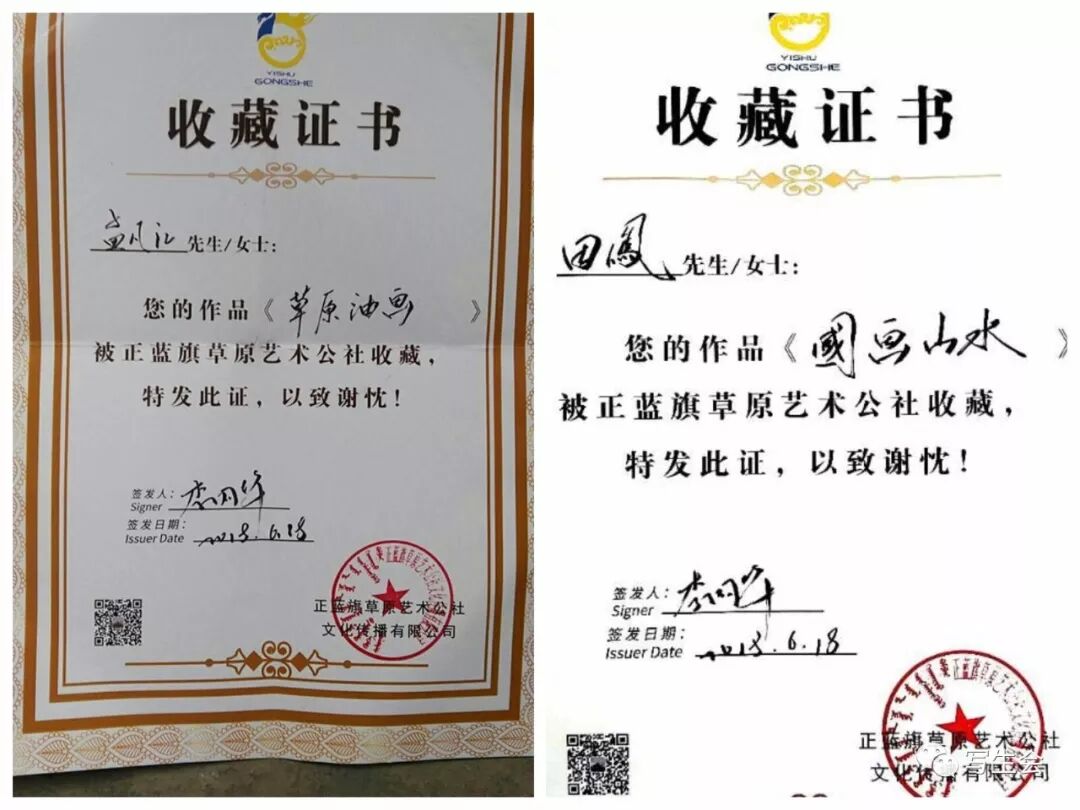 YISHU
GONGSHE
收藏证书
先生/女士：
您的作品《草原油画》
被正蓝旗草原艺术公社收藏，
特发此证，以致谢忱！
签发人：
Signer
签发日期：
Issuer Date 2018.6.18
正蓝旗草原艺术公社
文化传播有限公司
YISHU
GONGSHE
收藏证书
田鳳 先生/女士：
您的作品《國画山水》
被正蓝旗草原艺术公社收藏，
特发此证，以致谢忱！
签发人：
Signer
签发日期：
Issuer Date 2018.6.18
正蓝旗草原艺术公社
文化传播有限公司
写生会